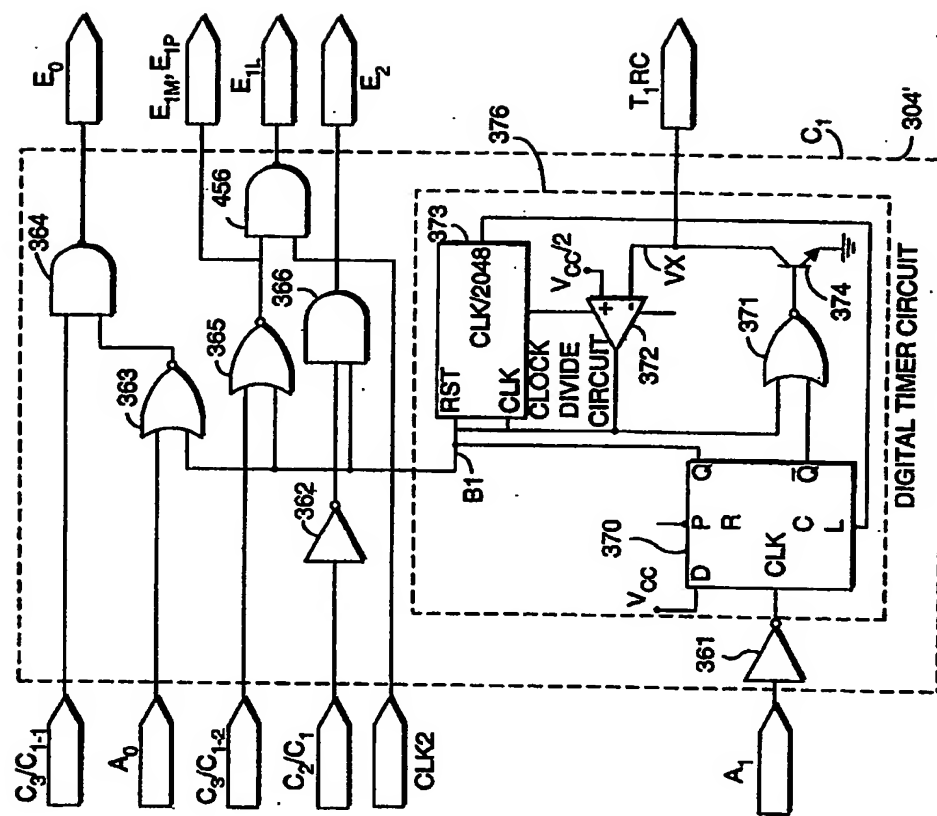 E₀
E₁M, E₁P
E₁L
E₂
T₁RC
C₁
304'
376
364
363
365
456
366
362
373
RST
CLK/2048
CLK
CLOCK
DIVIDE
CIRCUIT
V_CC/2
+
-
372
VX
371
374
B1
370
V_CC
D
P
R
C
L
Q
Q̅
CLK
361
DIGITAL TIMER CIRCUIT
C₃/C₁₋₁
A₀
C₃/C₁₋₂
C₂/C₁
CLK2
A₁